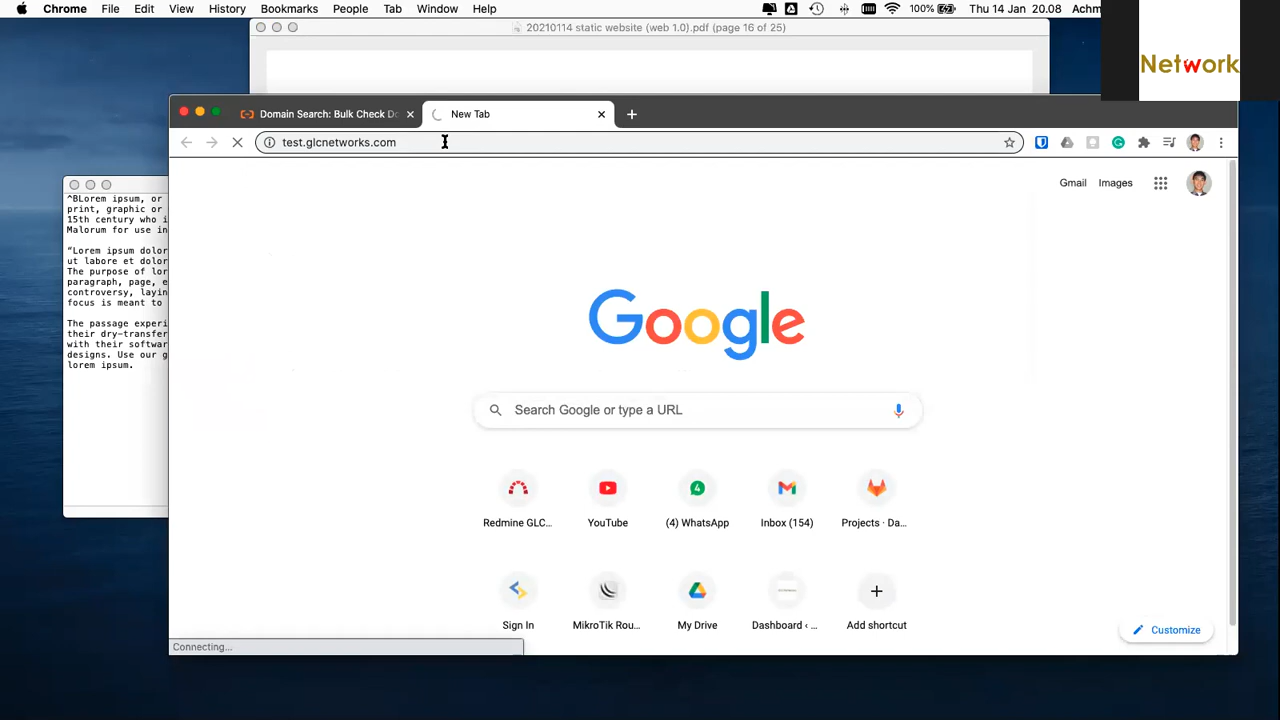 Chrome File Edit View History Bookmarks People Tab Window Help 100% Thu 14 Jan 20.08 Achm
20210114 static website (web 1.0).pdf (page 16 of 25)
Network
Domain Search: Bulk Check Do
New Tab
test.glcnetworks.com
Gmail Images
^BLorem ipsum, or
print, graphic or
15th century who i
Malorum for use in
“Lorem ipsum dolor
ut labore et dolor
The purpose of lor
paragraph, page, e
controversy, layin
focus is meant to
The passage experi
their dry-transfer
with their softwar
designs. Use our g
lorem ipsum.
Google
Search Google or type a URL
4
Redmine GLC... YouTube (4) WhatsApp Inbox (154) Projects · Da...
Sign In MikroTik Rou... My Drive Dashboard ‹ ... Add shortcut
Customize
Connecting...